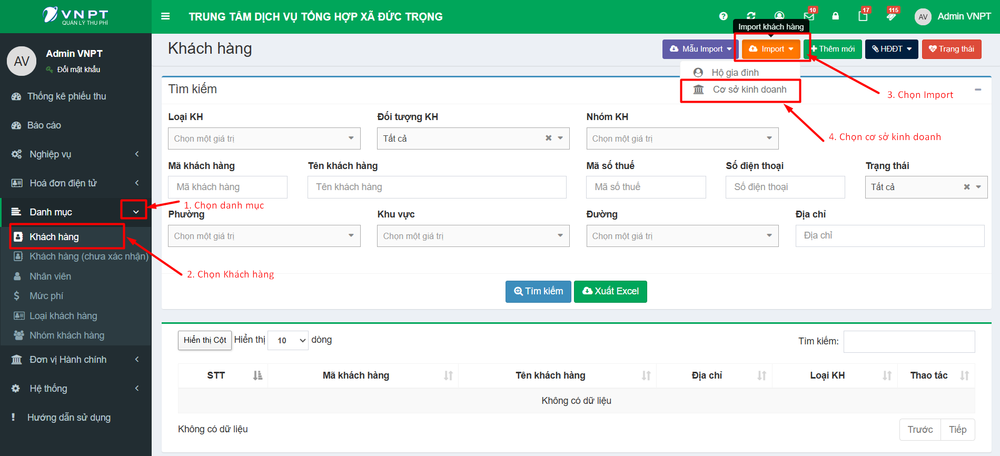 VNPT
QUẢN LÝ THU PHÍ
TRUNG TÂM DỊCH VỤ TỔNG HỢP XÃ ĐỨC TRỌNG
10
17
115
AV
Admin VNPT
Import khách hàng
AV
Admin VNPT
Đổi mật khẩu
Thống kê phiếu thu
Báo cáo
Nghiệp vụ
Hoá đơn điện tử
Danh mục
Khách hàng
Khách hàng (chưa xác nhận)
Nhân viên
Mức phí
Loại khách hàng
Nhóm khách hàng
Đơn vị Hành chính
Hệ thống
Hướng dẫn sử dụng
Khách hàng
Mẫu Import
Import
Thêm mới
HĐĐT
Trạng thái
Hộ gia đình
Cơ sở kinh doanh
3. Chọn Import
4. Chọn cơ sở kinh doanh
1. Chọn danh mục
2. Chọn Khách hàng
Tìm kiếm
Loại KH
Đối tượng KH
Nhóm KH
Chọn một giá trị
Tất cả
Chọn một giá trị
Mã khách hàng
Tên khách hàng
Mã số thuế
Số điện thoại
Trạng thái
Mã khách hàng
Tên khách hàng
Mã số thuế
Số điện thoại
Tất cả
Phường
Khu vực
Đường
Địa chỉ
Chọn một giá trị
Chọn một giá trị
Chọn một giá trị
Địa chỉ
Tìm kiếm
Xuất Excel
Hiển thị Cột
Hiển thị 10 dòng
Tìm kiếm:
STT
Mã khách hàng
Tên khách hàng
Địa chỉ
Loại KH
Thao tác
Không có dữ liệu
Không có dữ liệu
Trước
Tiếp